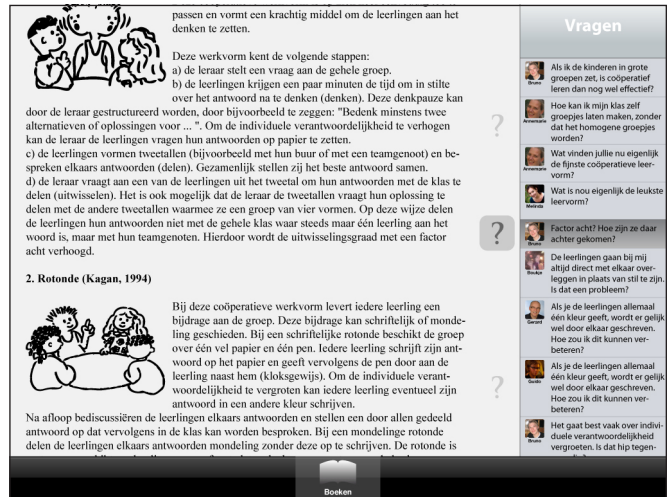 passen en vormt een krachtig middel om de leerlingen aan het
denken te zetten.
Deze werkvorm kent de volgende stappen:
a) de leraar stelt een vraag aan de gehele groep.
b) de leerlingen krijgen een paar minuten de tijd om in stilte
over het antwoord na te denken (denken). Deze denkpauze kan
door de leraar gestructureerd worden, door bijvoorbeeld te zeggen: "Bedenk minstens twee
alternatieven of oplossingen voor ... ". Om de individuele verantwoordelijkheid te verhogen
kan de leraar de leerlingen vragen hun antwoorden op papier te zetten.
c) de leerlingen vormen tweetallen (bijvoorbeeld met hun buur of met een teamgenoot) en be-
spreken elkaars antwoorden (delen). Gezamenlijk stellen zij het beste antwoord samen.
d) de leraar vraagt aan een van de leerlingen uit het tweetal om hun antwoorden met de klas te
delen (uitwisselen). Het is ook mogelijk dat de leraar de tweetallen vraagt hun oplossing te
delen met de andere tweetallen waarmee ze een groep van vier vormen. Op deze wijze delen
de leerlingen hun antwoorden niet met de gehele klas waar steeds maar één leerling aan het
woord is, maar met hun teamgenoten. Hierdoor wordt de uitwisselingsgraad met een factor
acht verhoogd.
2. Rotonde (Kagan, 1994)
Bij deze coöperatieve werkvorm levert iedere leerling een
bijdrage aan de groep. Deze bijdrage kan schriftelijk of monde-
ling geschieden. Bij een schriftelijke rotonde beschikt de groep
over één vel papier en één pen. Iedere leerling schrijft zijn ant-
woord op het papier en geeft vervolgens de pen door aan de
leerling naast hem (kloksgewijs). Om de individuele verant-
woordelijkheid te vergroten kan iedere leerling eventueel zijn
antwoord in een andere kleur schrijven.
Na afloop bediscussiëren de leerlingen elkaars antwoorden en stellen een door allen gedeeld
antwoord op dat vervolgens in de klas kan worden besproken. Bij een mondelinge rotonde
delen de leerlingen elkaars antwoorden mondeling zonder deze op te schrijven. De rotonde is
?
?
?
Vragen
Als ik de kinderen in grote
groepen zet, is coöperatief
leren dan nog wel effectief?
Bruno
Hoe kan ik mijn klas zelf
groepjes laten maken, zonder
dat het homogene groepjes
worden?
Annemarie
Wat vinden jullie nu eigenlijk
de fijnste coöperatieve leer-
vorm?
Annemarie
Wat is nou eigenlijk de leukste
leervorm?
Melinda
Factor acht? Hoe zijn ze daar
achter gekomen?
Bruno
De leerlingen gaan bij mij
altijd direct met elkaar over-
leggen in plaats van stil te zijn.
Is dat een probleem?
Boukje
Als je de leerlingen allemaal
één kleur geeft, wordt er gelijk
wel door elkaar geschreven.
Hoe zou ik dit kunnen ver-
beteren?
Gerard
Als je de leerlingen allemaal
één kleur geeft, wordt er gelijk
wel door elkaar geschreven.
Hoe zou ik dit kunnen ver-
beteren?
Guido
Het gaat best vaak over indivi-
duele verantwoordelijkheid
vergroeten. Is dat hip tegen-
Bruno
Boeken